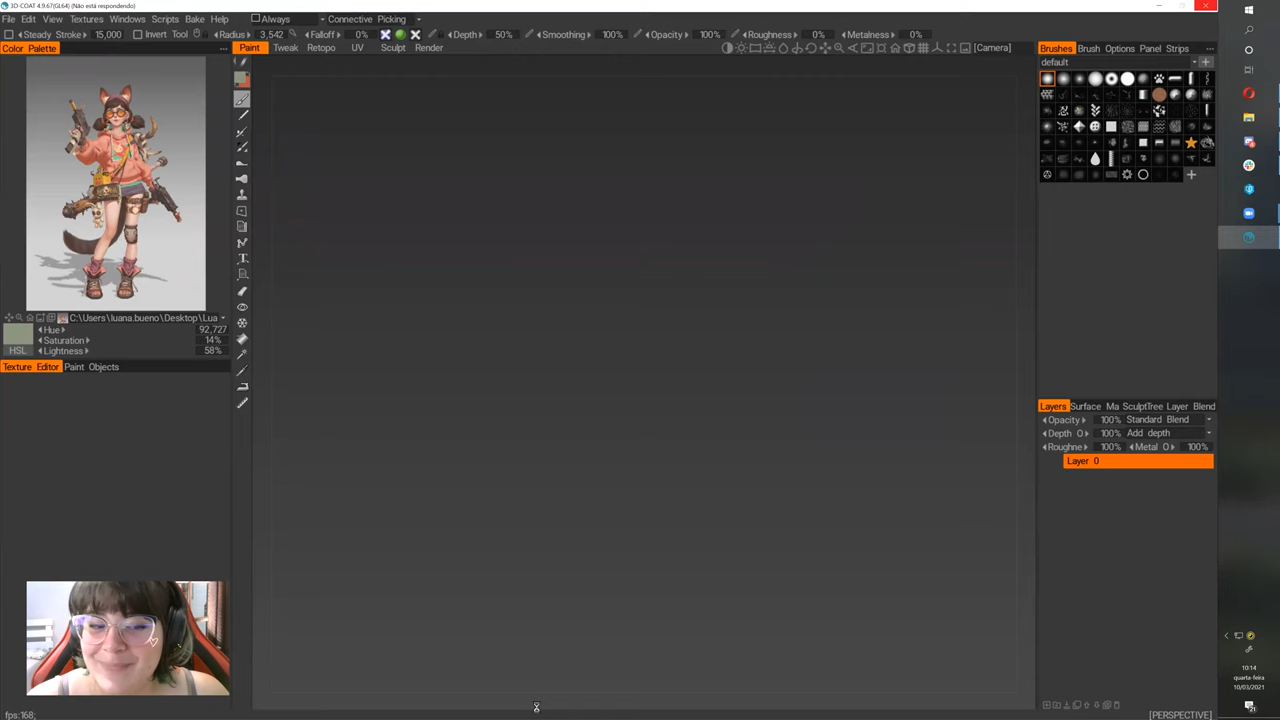 3D-COAT 4.9.67(GL64) (Não está respondendo)
File Edit View Textures Windows Scripts Bake Help Always Connective Picking
Steady Stroke 15,000 Invert Tool Radius 3,542 Falloff 0% Depth 50% Smoothing 100% Opacity 100% Roughness 0% Metalness 0%
Color Palette Paint Tweak Retopo UV Sculpt Render [Camera] Brushes Brush Options Panel Strips
default
C:\Users\luana.bueno\Desktop\Lua
Hue 92,727
Saturation 14%
HSL Lightness 58%
Texture Editor Paint Objects
Layers Surface Ma SculptTree Layer Blend
Opacity 100% Standard Blend
Depth O 100% Add depth
Roughne 100% Metal O 100%
Layer 0
10:14
quarta-feira
10/03/2021
fps:168;
[PERSPECTIVE]